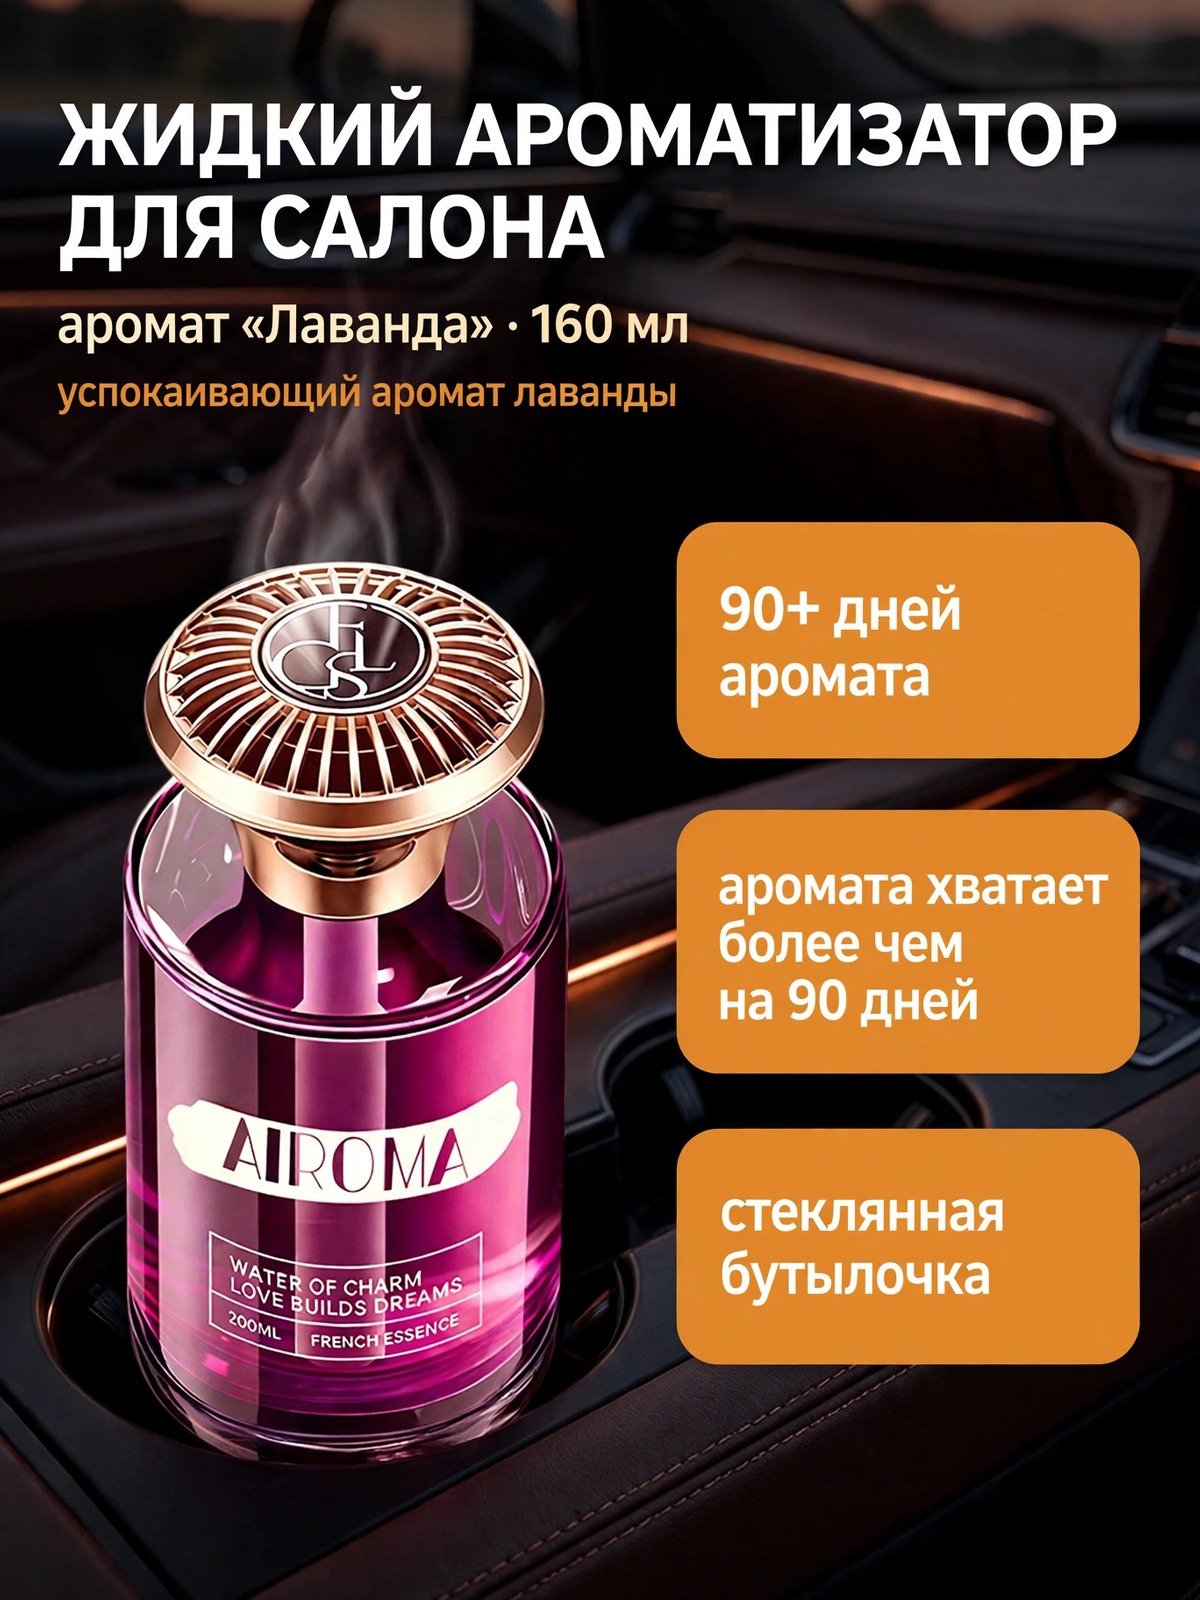 ЖИДКИЙ АРОМАТИЗАТОР
ДЛЯ САЛОНА
аромат «Лаванда» · 160 мл
успокаивающий аромат лаванды
90+ дней
аромата
аромата хватает
более чем
на 90 дней
стеклянная
бутылочка
AIROMA
WATER OF CHARM
LOVE BUILDS DREAMS
200ML FRENCH ESSENCE